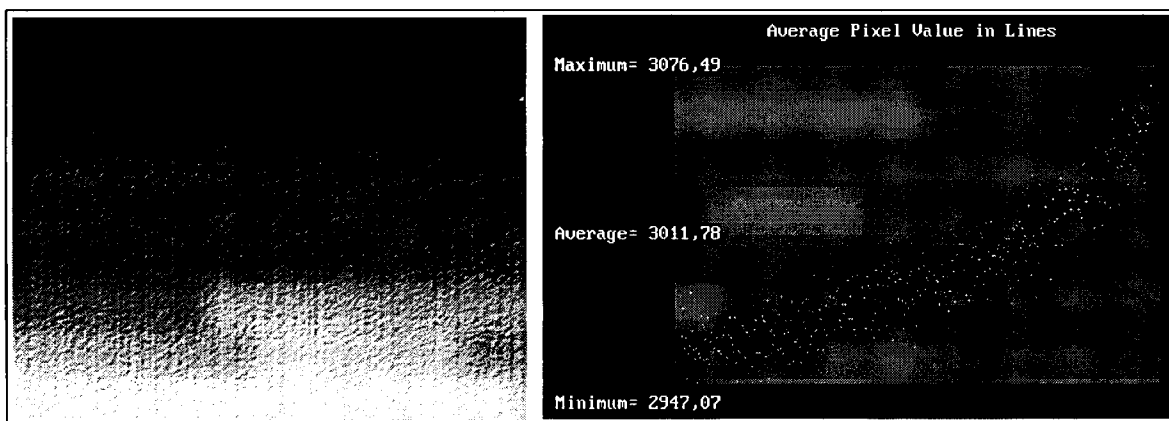 Average Pixel Value in Lines
Maximum= 3076,49
Average= 3011,78
Minimum= 2947,07